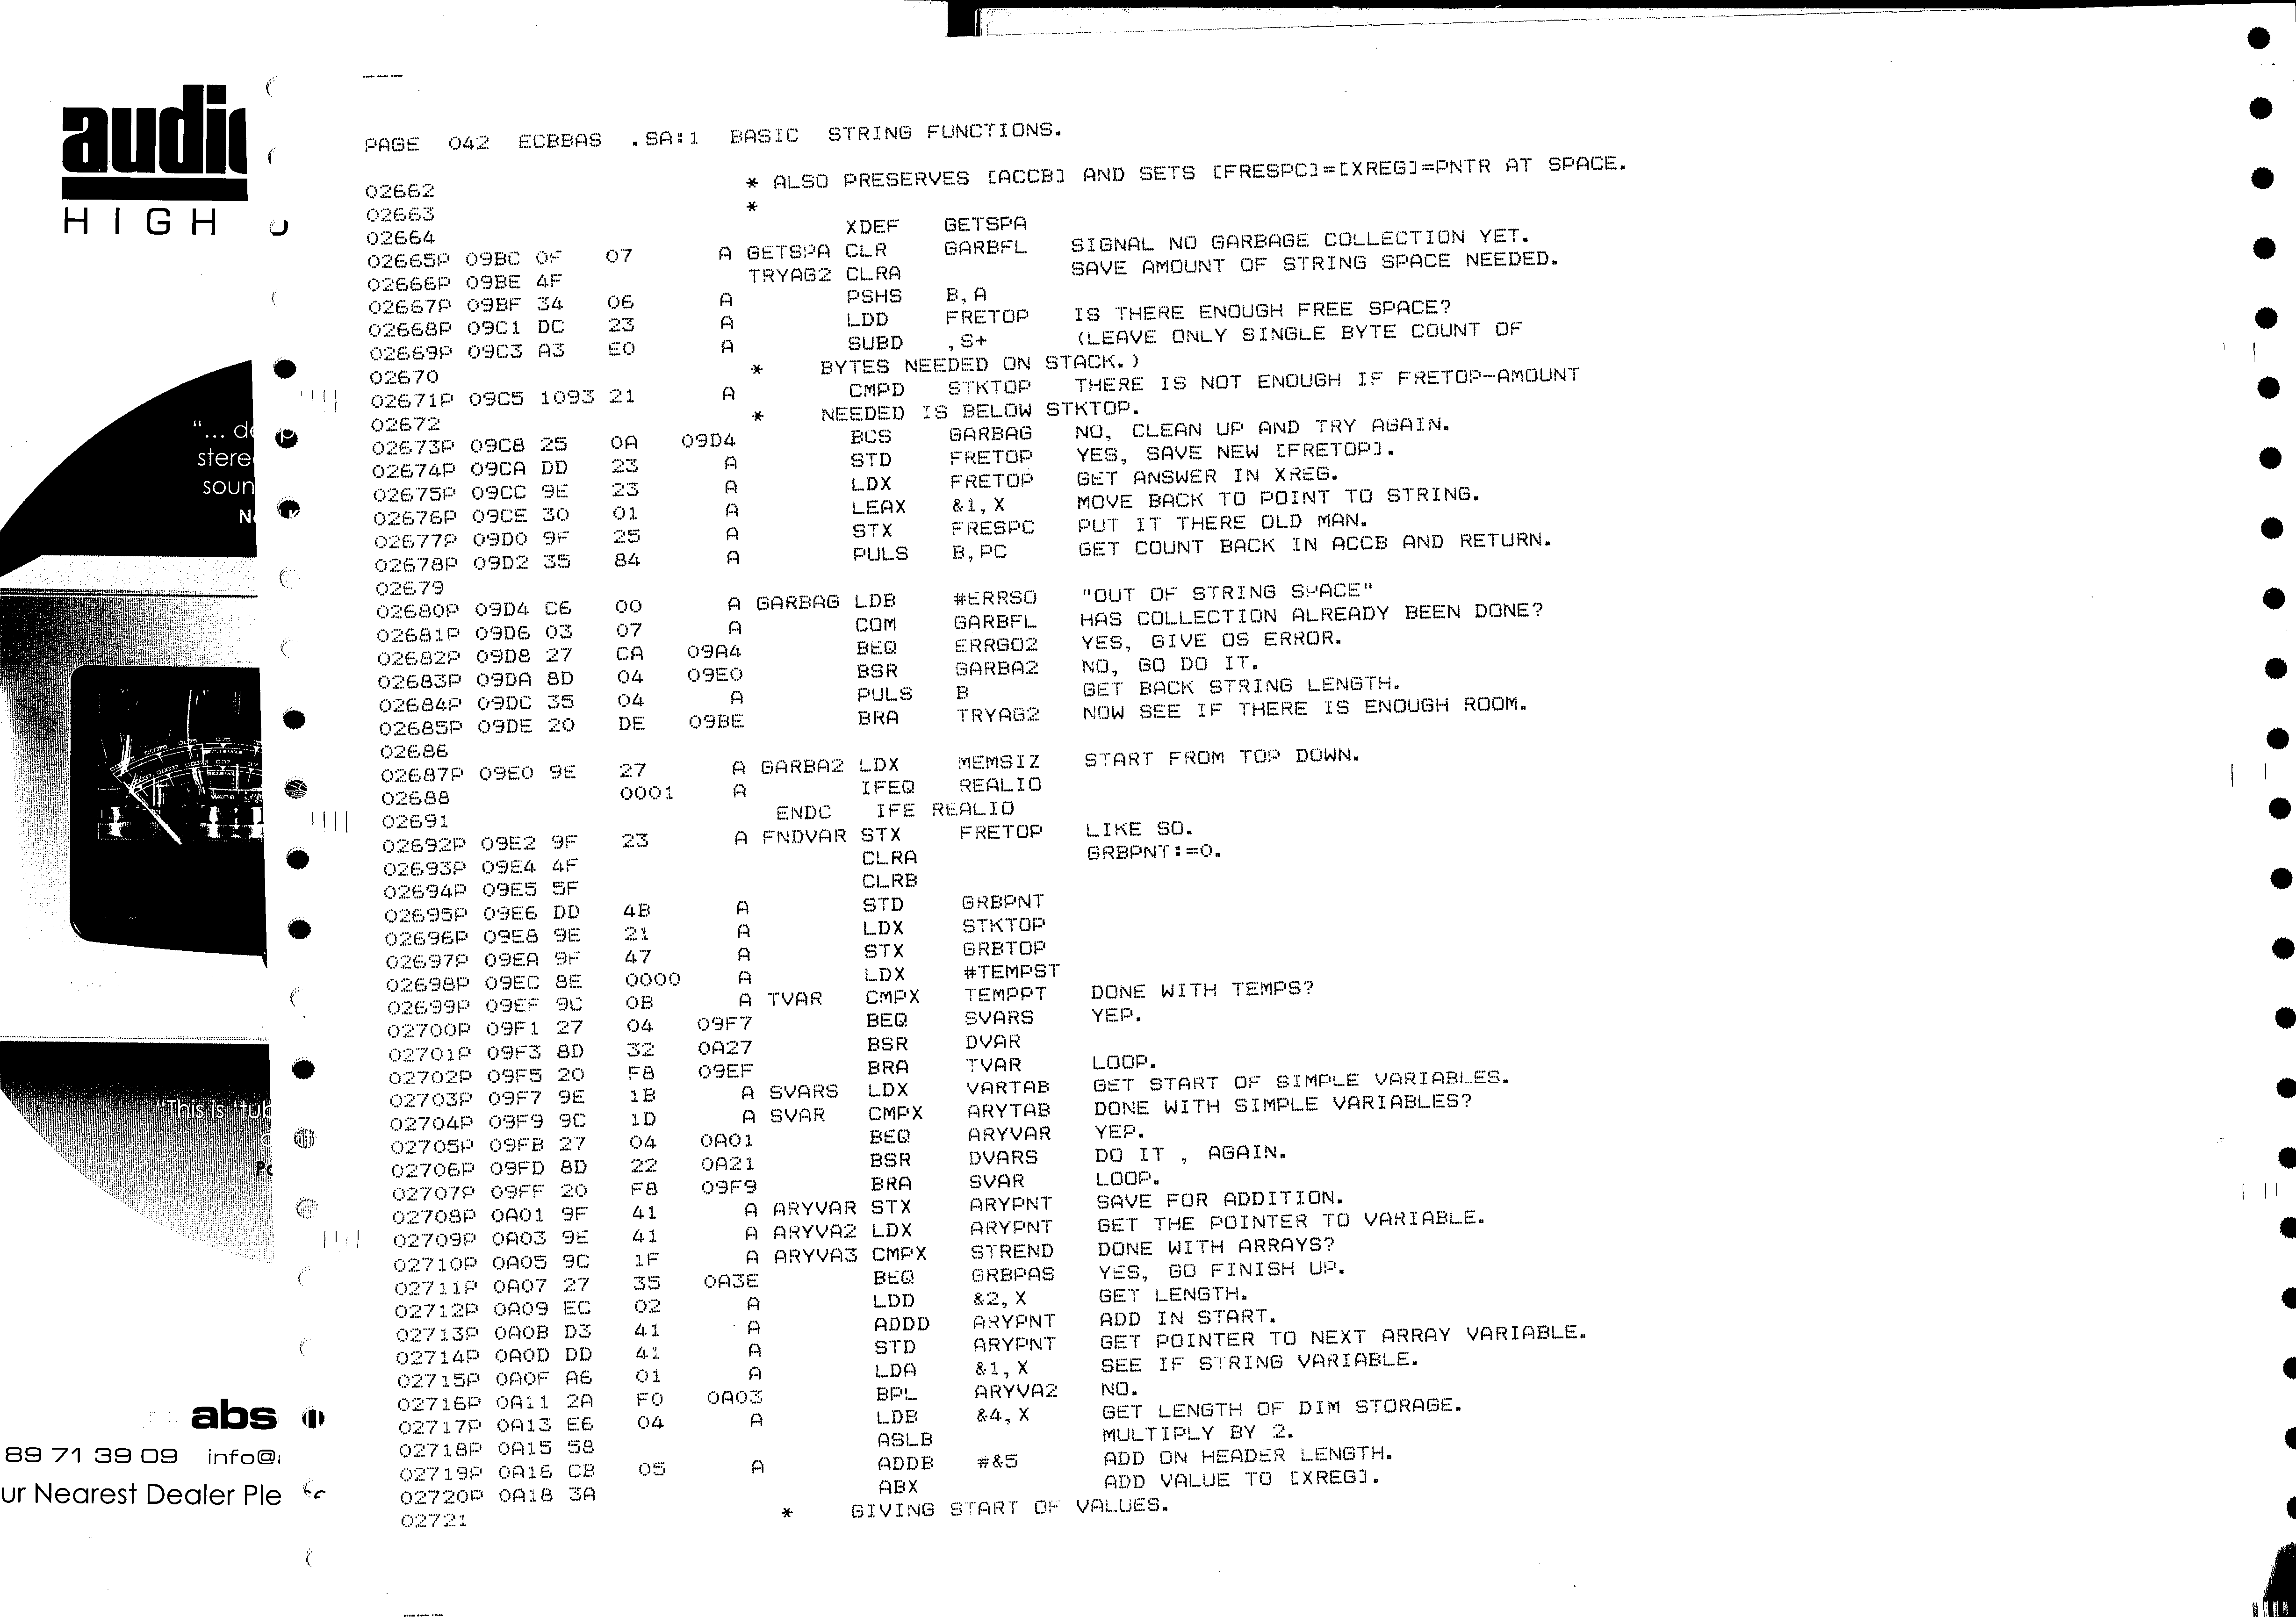 audi
HIGH
"... de
stere
soun
"This is 'tub
abs
89 71 39 09 info@
ur Nearest Dealer Ple
PAGE 042 ECBBAS .SA:1 BASIC STRING FUNCTIONS.
02662 * ALSO PRESERVES [ACCB] AND SETS [FRESPC]=[XREG]=PNTR AT SPACE.
02663 *
02664 XDEF GETSPA
02665P 09BC 0F 07 A GETSPA CLR GARBFL SIGNAL NO GARBAGE COLLECTION YET.
02666P 09BE 4F TRYAG2 CLRA SAVE AMOUNT OF STRING SPACE NEEDED.
02667P 09BF 34 06 A PSHS B,A
02668P 09C1 DC 23 A LDD FRETOP IS THERE ENOUGH FREE SPACE?
02669P 09C3 A3 E0 A SUBD ,S+ (LEAVE ONLY SINGLE BYTE COUNT OF
02670 * BYTES NEEDED ON STACK.)
02671P 09C5 1093 21 A CMPD STKTOP THERE IS NOT ENOUGH IF FRETOP-AMOUNT
02672 * NEEDED IS BELOW STKTOP.
02673P 09C8 25 0A 09D4 BCS GARBAG NO, CLEAN UP AND TRY AGAIN.
02674P 09CA DD 23 A STD FRETOP YES, SAVE NEW [FRETOP].
02675P 09CC 9E 23 A LDX FRETOP GET ANSWER IN XREG.
02676P 09CE 30 01 A LEAX &1,X MOVE BACK TO POINT TO STRING.
02677P 09D0 9F 25 A STX FRESPC PUT IT THERE OLD MAN.
02678P 09D2 35 84 A PULS B,PC GET COUNT BACK IN ACCB AND RETURN.
02679
02680P 09D4 C6 00 A GARBAG LDB #ERRSO "OUT OF STRING SPACE"
02681P 09D6 03 07 A COM GARBFL HAS COLLECTION ALREADY BEEN DONE?
02682P 09D8 27 CA 09A4 BEQ ERRGO2 YES, GIVE OS ERROR.
02683P 09DA 8D 04 09E0 BSR GARBA2 NO, GO DO IT.
02684P 09DC 35 04 A PULS B GET BACK STRING LENGTH.
02685P 09DE 20 DE 09BE BRA TRYAG2 NOW SEE IF THERE IS ENOUGH ROOM.
02686
02687P 09E0 9E 27 A GARBA2 LDX MEMSIZ START FROM TOP DOWN.
02688 0001 A IFEQ REALIO
02691 ENDC IFE REALIO
02692P 09E2 9F 23 A FNDVAR STX FRETOP LIKE SO.
02693P 09E4 4F CLRA GRBPNT:=0.
02694P 09E5 5F CLRB
02695P 09E6 DD 4B A STD GRBPNT
02696P 09E8 9E 21 A LDX STKTOP
02697P 09EA 9F 47 A STX GRBTOP
02698P 09EC 8E 0000 A LDX #TEMPST
02699P 09EF 9C 0B A TVAR CMPX TEMPPT DONE WITH TEMPS?
02700P 09F1 27 04 09F7 BEQ SVARS YEP.
02701P 09F3 8D 32 0A27 BSR DVAR
02702P 09F5 20 F8 09EF BRA TVAR LOOP.
02703P 09F7 9E 1B A SVARS LDX VARTAB GET START OF SIMPLE VARIABLES.
02704P 09F9 9C 1D A SVAR CMPX ARYTAB DONE WITH SIMPLE VARIABLES?
02705P 09FB 27 04 0A01 BEQ ARYVAR YEP.
02706P 09FD 8D 22 0A21 BSR DVARS DO IT , AGAIN.
02707P 09FF 20 F8 09F9 BRA SVAR LOOP.
02708P 0A01 9F 41 A ARYVAR STX ARYPNT SAVE FOR ADDITION.
02709P 0A03 9E 41 A ARYVA2 LDX ARYPNT GET THE POINTER TO VARIABLE.
02710P 0A05 9C 1F A ARYVA3 CMPX STREND DONE WITH ARRAYS?
02711P 0A07 27 35 0A3E BEQ GRBPAS YES, GO FINISH UP.
02712P 0A09 EC 02 A LDD &2,X GET LENGTH.
02713P 0A0B D3 41 A ADDD ARYPNT ADD IN START.
02714P 0A0D DD 41 A STD ARYPNT GET POINTER TO NEXT ARRAY VARIABLE.
02715P 0A0F A6 01 A LDA &1,X SEE IF STRING VARIABLE.
02716P 0A11 2A F0 0A03 BPL ARYVA2 NO.
02717P 0A13 E6 04 A LDB &4,X GET LENGTH OF DIM STORAGE.
02718P 0A15 58 ASLB MULTIPLY BY 2.
02719P 0A16 CB 05 A ADDB #&5 ADD ON HEADER LENGTH.
02720P 0A18 3A ABX ADD VALUE TO [XREG].
02721 * GIVING START OF VALUES.